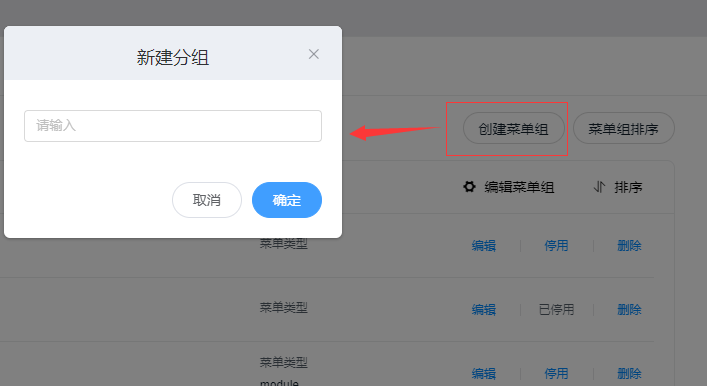 新建分组
请输入
取消
确定
创建菜单组
菜单组排序
编辑菜单组
排序
菜单类型
编辑
停用
删除
菜单类型
编辑
已停用
删除
菜单类型
module
编辑
停用
删除